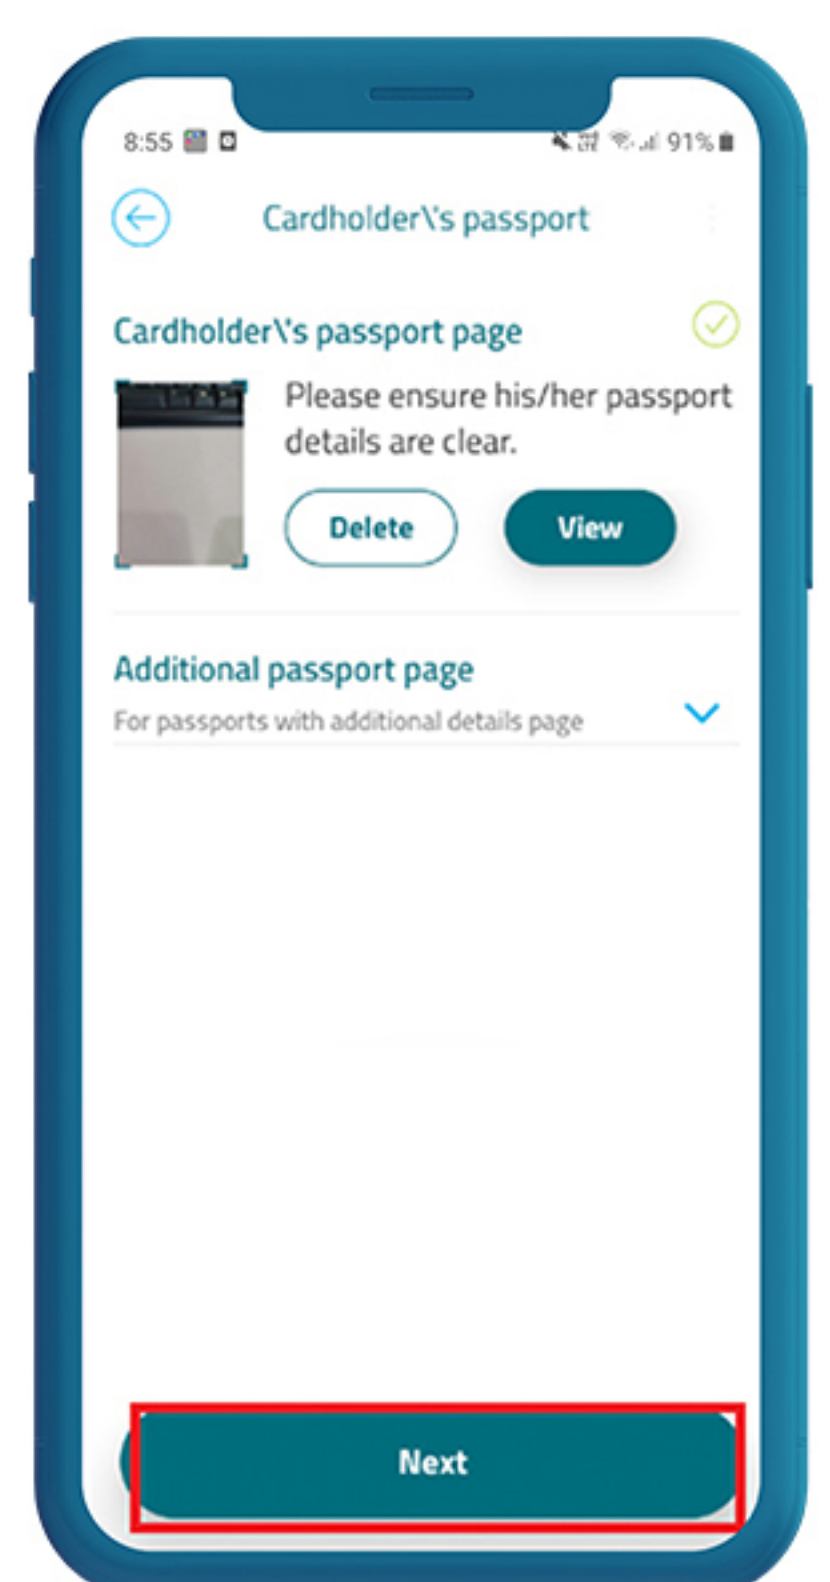 8:55 91%
Cardholder\'s passport
Cardholder\'s passport page
Please ensure his/her passport
details are clear.
Delete View
Additional passport page
For passports with additional details page
Next